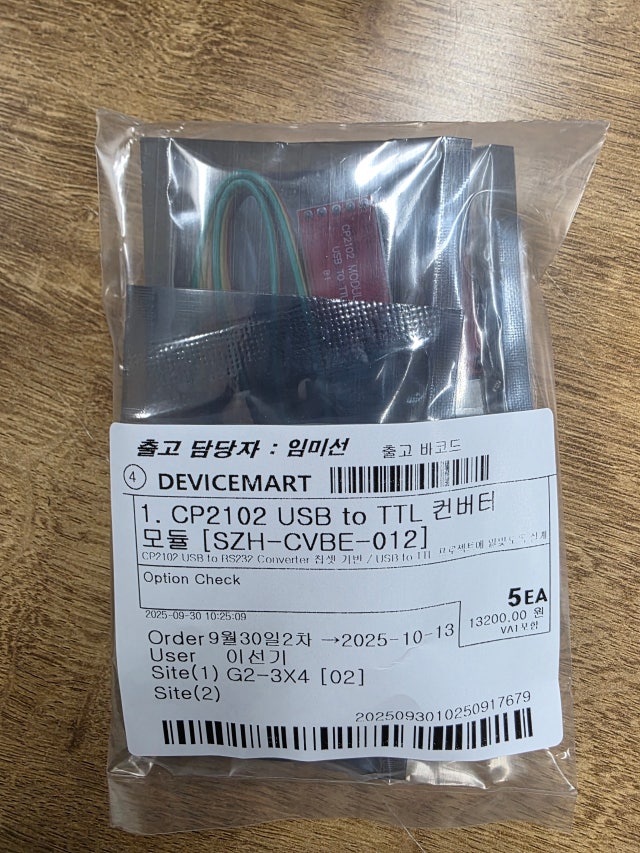 CP2102 MODUL
USB TO TT
출고 담당자 : 임미선
출고 바코드
4 DEVICEMART
1. CP2102 USB to TTL 컨버터
모듈 [SZH-CVBE-012]
CP2102 USB to RS232 Converter 칩셋 기반 / USB to TTL
Option Check
5EA
2025-09-30 10:25:09
13200.00 원
VAT포함
Order 9월30일2차 →2025-10-13
User 이선기
Site(1) G2-3X4 [02]
Site(2)
2025093010250917679